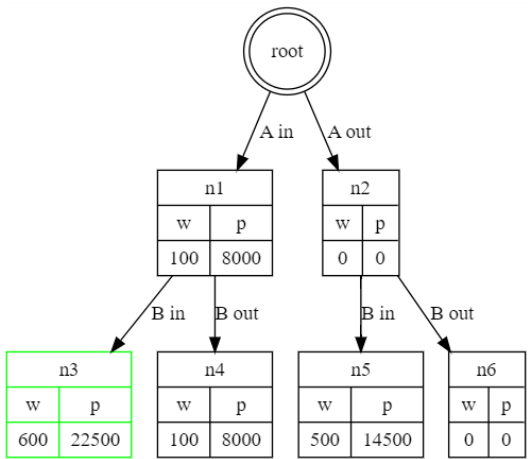 root
A in A out
n1 n2
w p w p
100 8000 0 0
B in B out B in B out
n3 n4 n5 n6
w p w p w p w p
600 22500 100 8000 500 14500 0 0